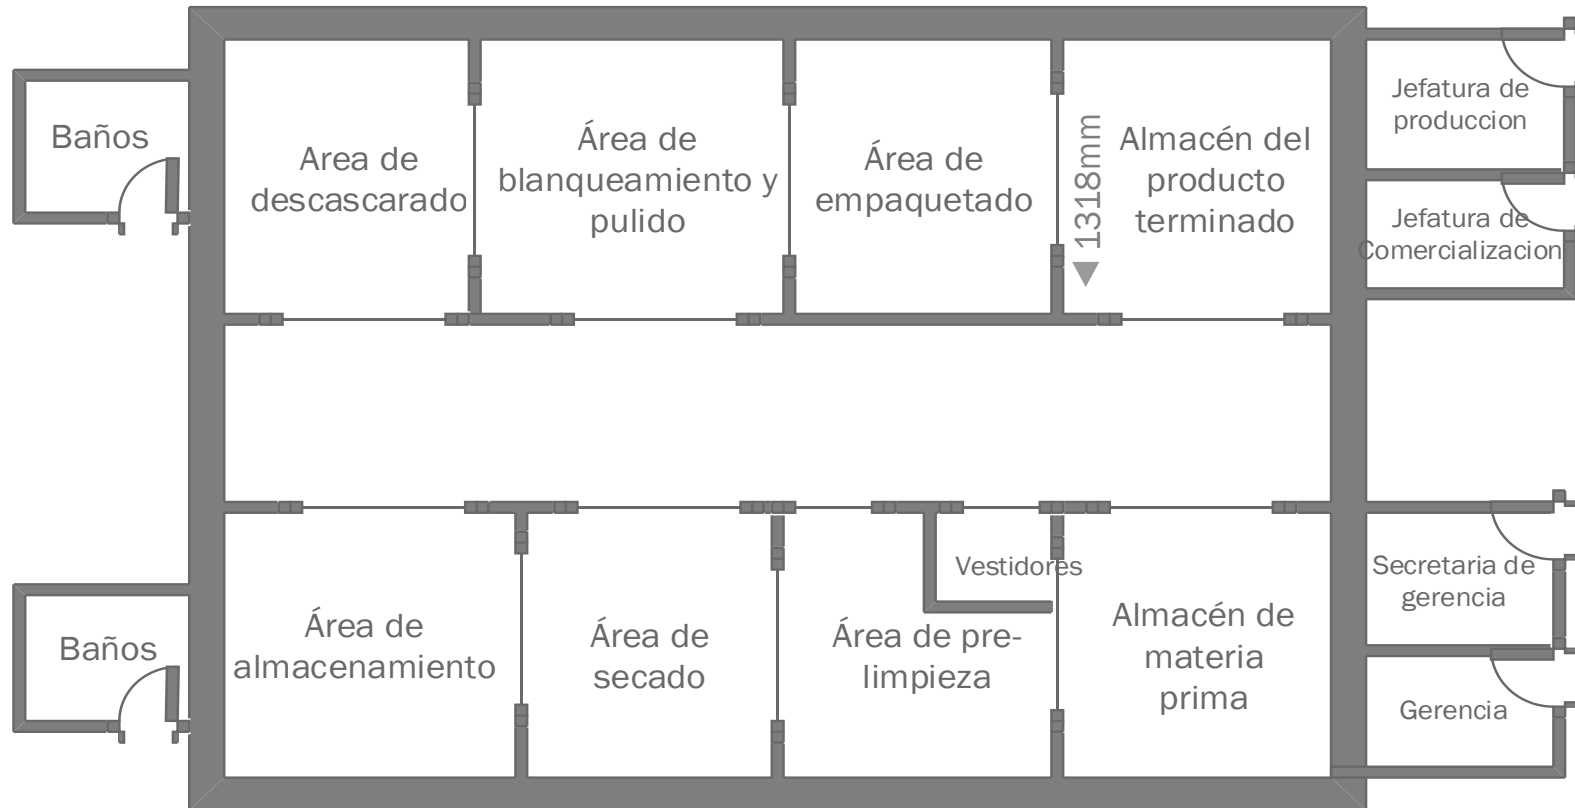 Baños
Area de
descascarado
Área de
blanqueamiento y
pulido
Área de
empaquetado
1318mm
Almacén del
producto
terminado
Jefatura de
produccion
Jefatura de
Comercializacion
Baños
Área de
almacenamiento
Área de
secado
Área de pre-
limpieza
Vestidores
Almacén de
materia
prima
Secretaria de
gerencia
Gerencia